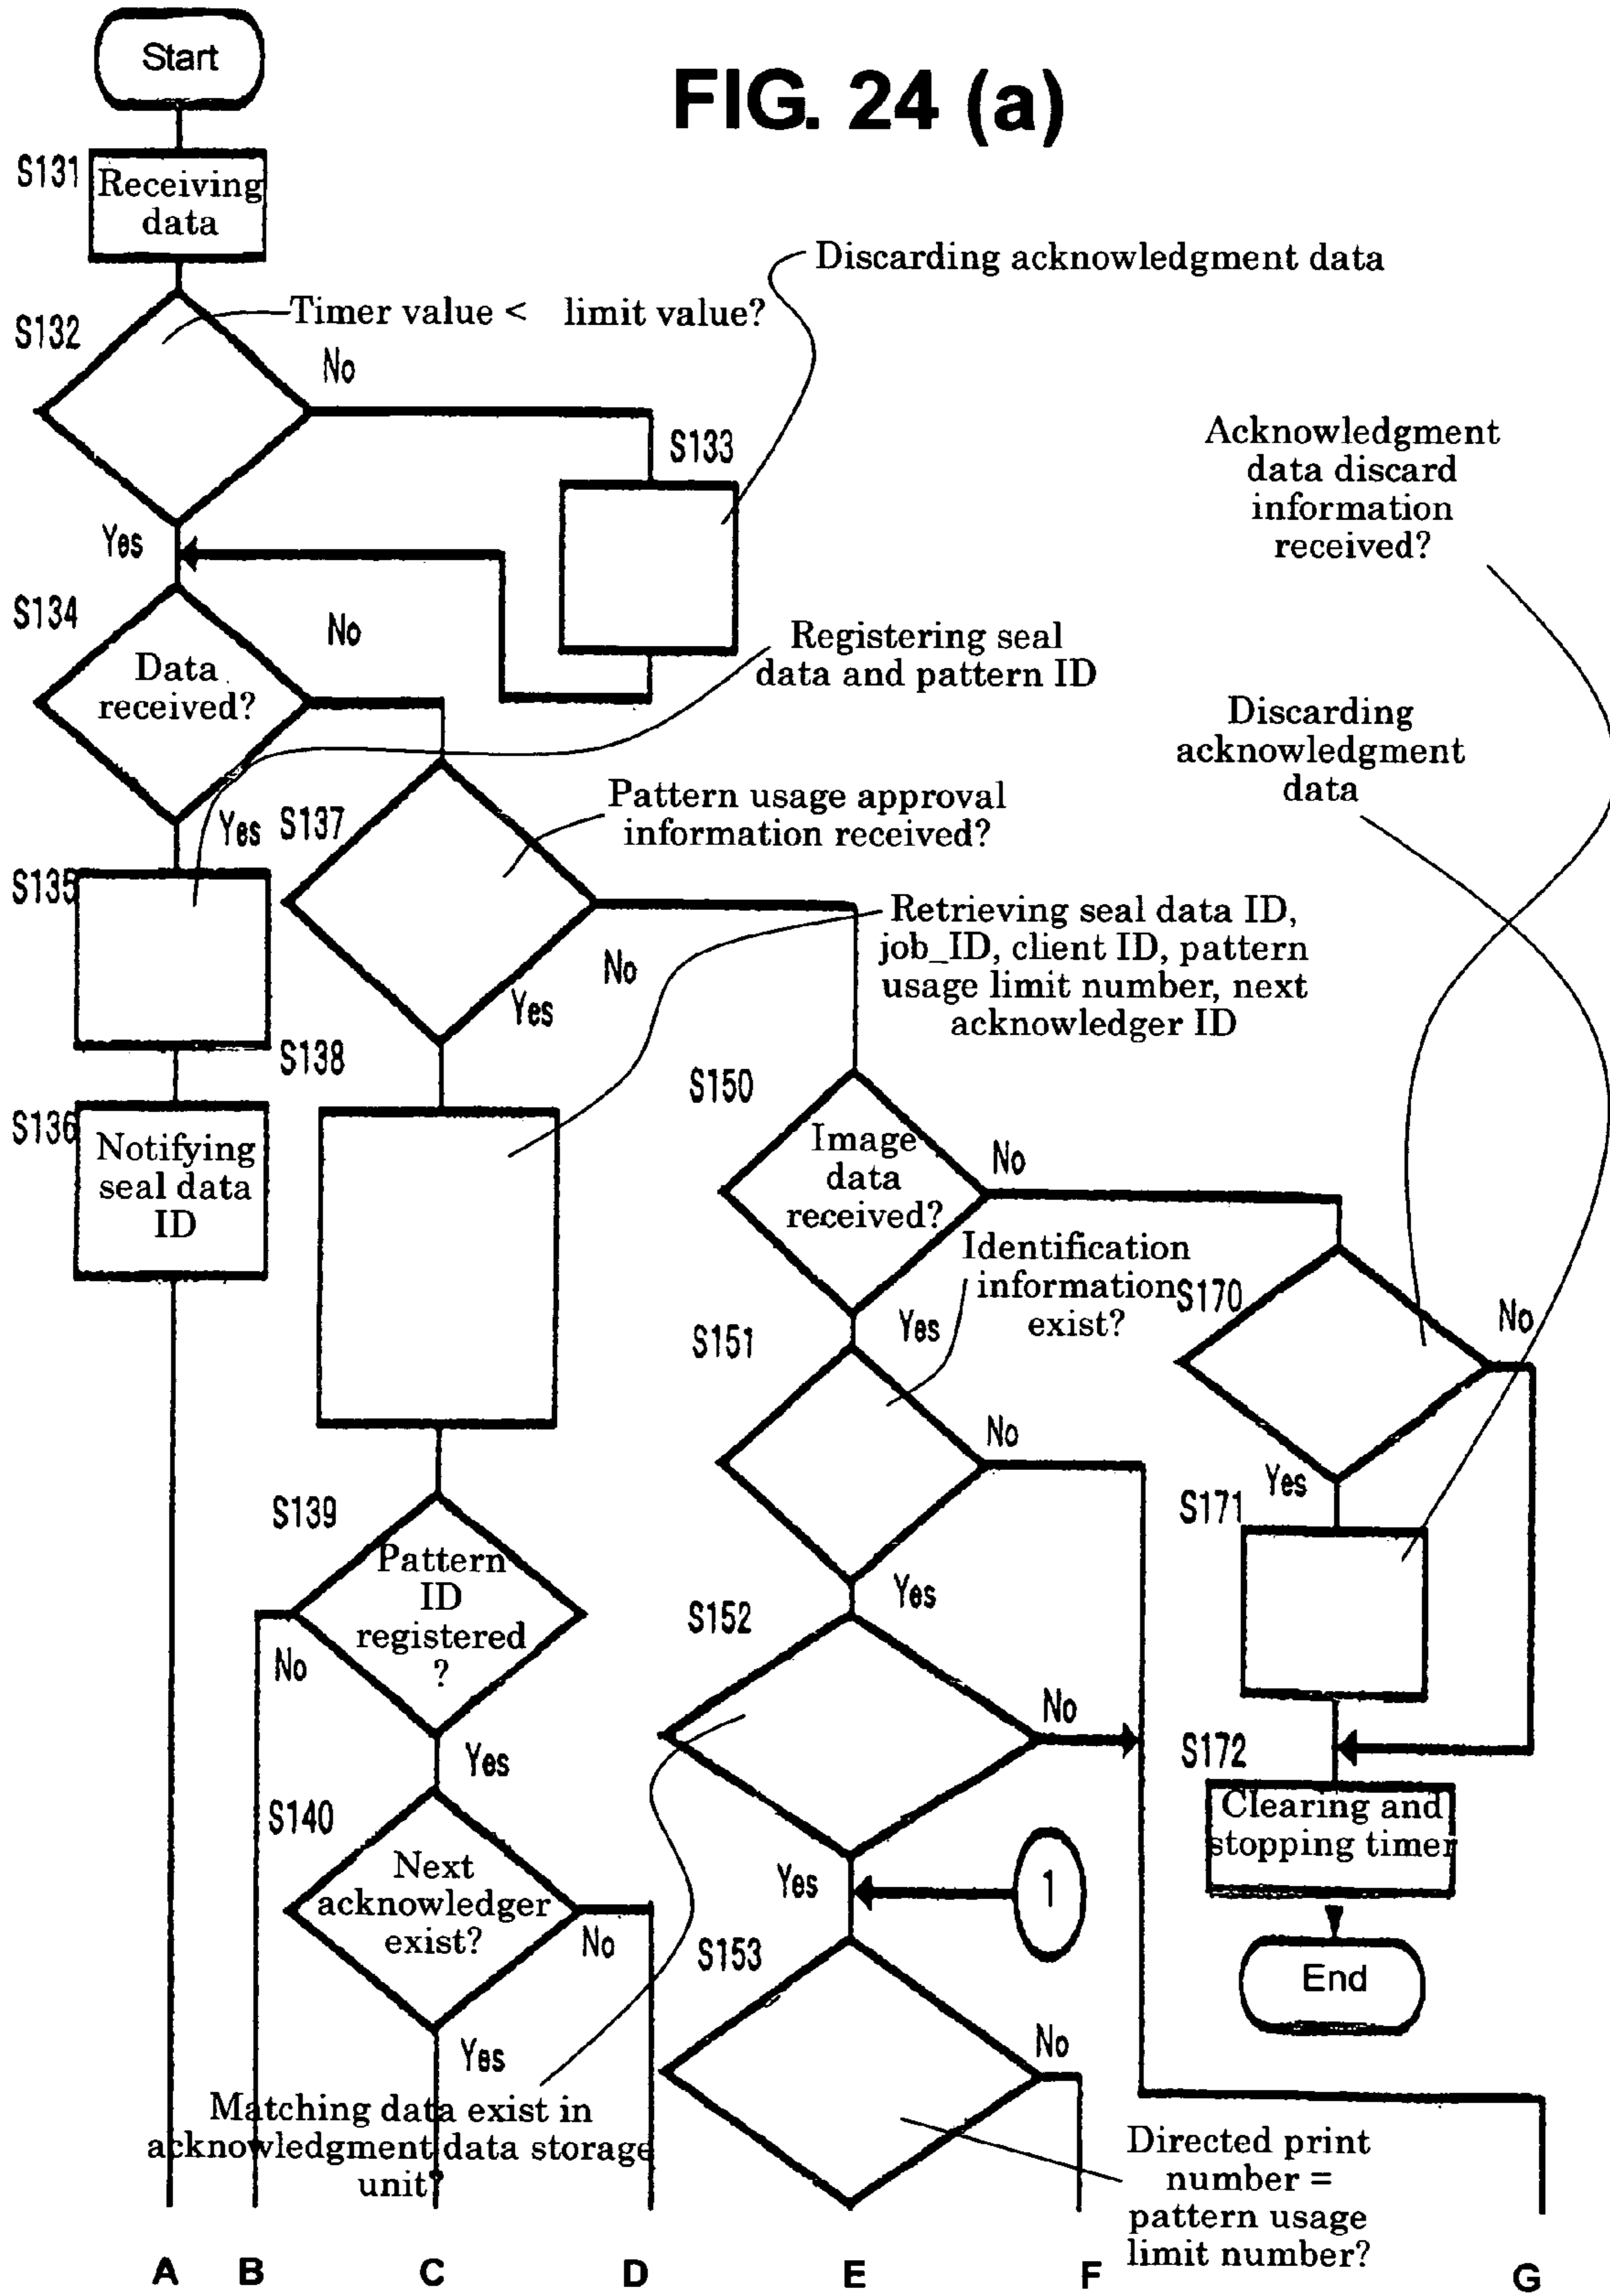 FIG. 24 (a)
Start
S131
Receiving
data
Discarding acknowledgment data
S132
Timer value < limit value?
No
S133
Yes
Acknowledgment
data discard
information
received?
S134
Data
received?
No
Registering seal
data and pattern ID
Discarding
acknowledgment
data
Yes
S137
Pattern usage approval
information received?
S135
Retrieving seal data ID,
job_ID, client ID, pattern
usage limit number, next
acknowledger ID
No
Yes
S138
S136
Notifying
seal data
ID
S150
Image
data
received?
No
Identification
information
exist?
S170
No
Yes
S151
No
Yes
S171
S139
Pattern
ID
registered
?
No
Yes
S152
No
Yes
S172
Clearing and
stopping timer
End
S140
Next
acknowledger
exist?
No
Yes
Yes
1
S153
No
Matching data exist in
acknowledgment data storage
unit?
Directed print
number =
pattern usage
limit number?
A B C D E F G